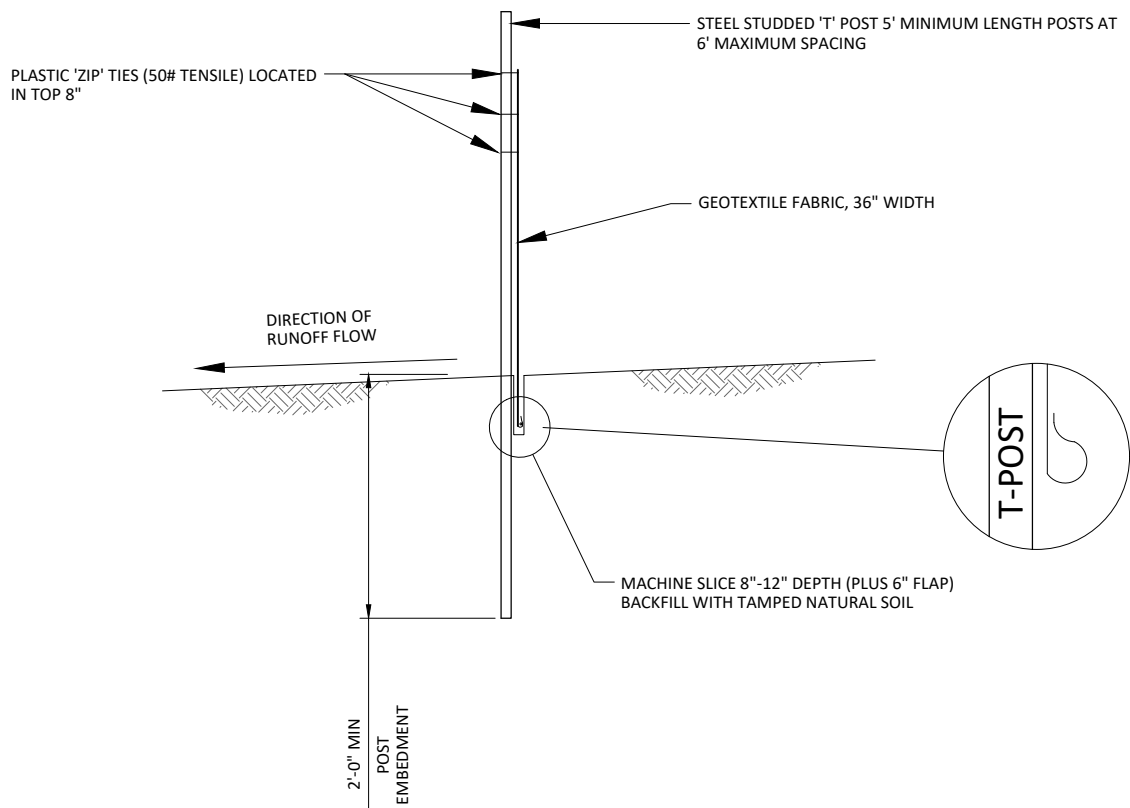 STEEL STUDDED 'T' POST 5' MINIMUM LENGTH POSTS AT
6' MAXIMUM SPACING
PLASTIC 'ZIP' TIES (50# TENSILE) LOCATED
IN TOP 8"
GEOTEXTILE FABRIC, 36" WIDTH
DIRECTION OF
RUNOFF FLOW
T-POST
MACHINE SLICE 8"-12" DEPTH (PLUS 6" FLAP)
BACKFILL WITH TAMPED NATURAL SOIL
2'-0" MIN
POST
EMBEDMENT